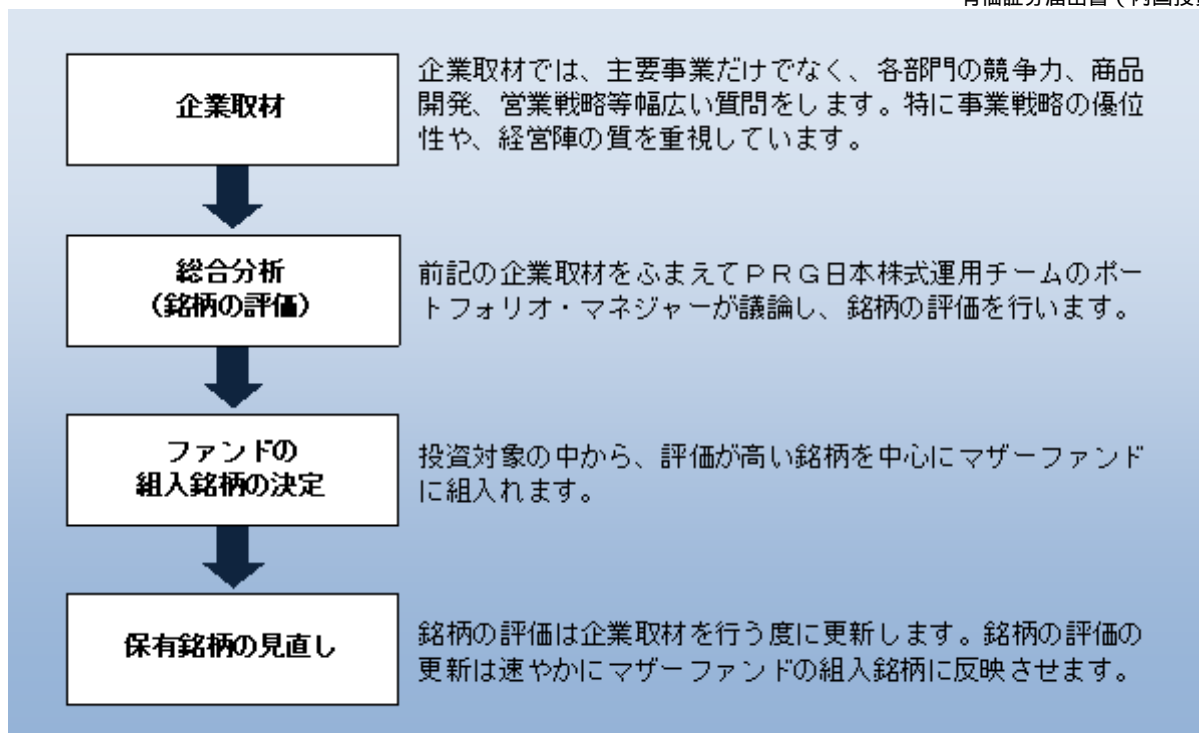 企業取材
企業取材では、主要事業だけでなく、各部門の競争力、商品
開発、営業戦略等幅広い質問をします。特に事業戦略の優位
性や、経営陣の質を重視しています。
総合分析
(銘柄の評価)
前記の企業取材をふまえてＰＲＧ日本株式運用チームのポー
トフォリオ・マネジャーが議論し、銘柄の評価を行います。
ファンドの
組入銘柄の決定
投資対象の中から、評価が高い銘柄を中心にマザーファンド
に組入れます。
保有銘柄の見直し
銘柄の評価は企業取材を行う度に更新します。銘柄の評価の
更新は速やかにマザーファンドの組入銘柄に反映させます。